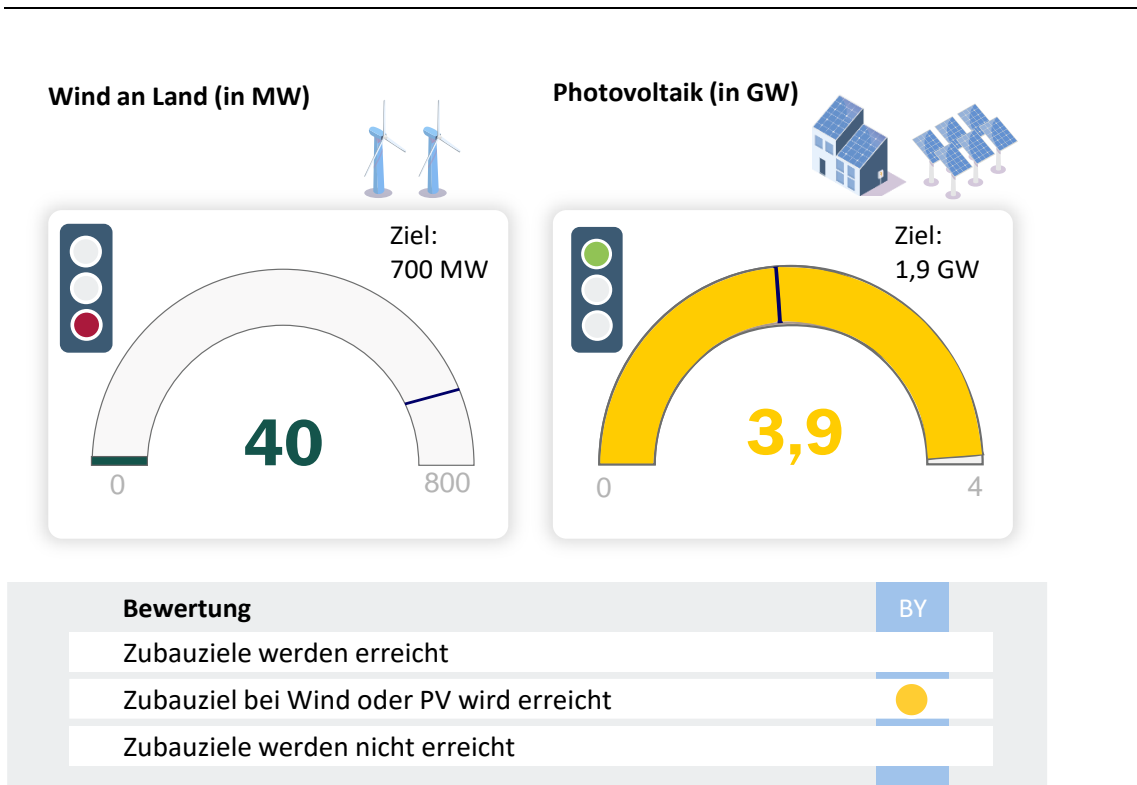 Wind an Land (in MW)
Photovoltaik (in GW)
Ziel:
700 MW
40
0
800
Ziel:
1,9 GW
3,9
0
4
Bewertung
BY
Zubauziele werden erreicht
Zubauziel bei Wind oder PV wird erreicht
Zubauziele werden nicht erreicht